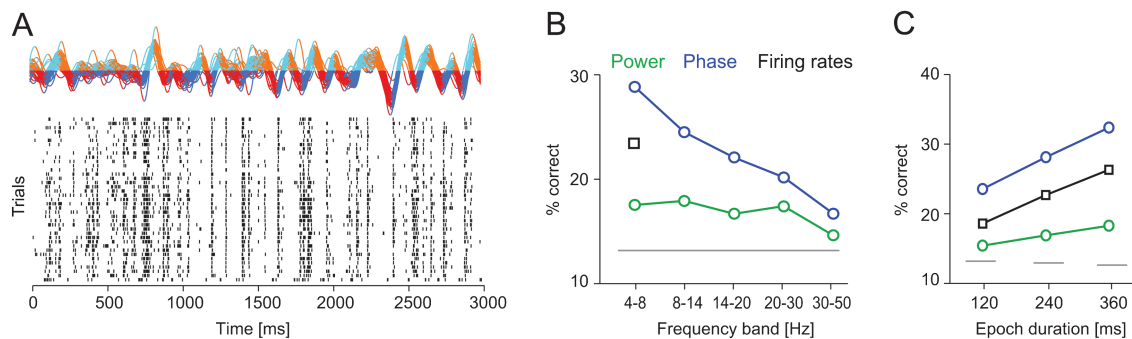 A
Trials
0 500 1000 1500 2000 2500 3000
Time [ms]
B
Power Phase Firing rates
% correct
30
20
10
4-8 8-14 14-20 20-30 30-50
Frequency band [Hz]
C
% correct
40
30
20
10
120 240 360
Epoch duration [ms]